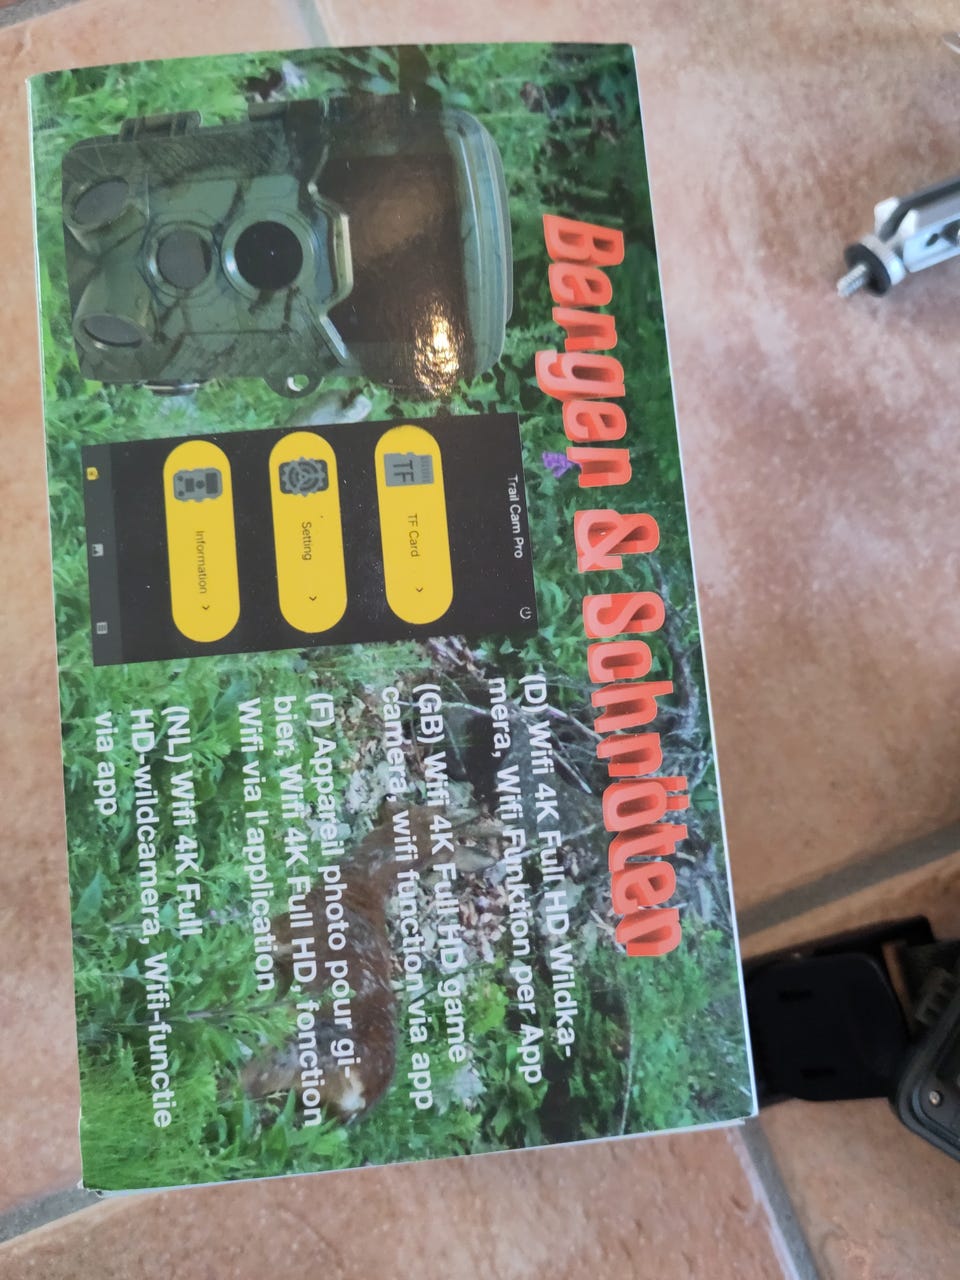 Berger & Schröter
Trail Cam Pro
TF
TF Card >
Setting >
Information >
(D) Wifi 4K Full HD Wildka-
mera, Wifi Funktion per App
(GB) Wifi 4K Full HD game
camera, wifi function via app
(F) Appareil photo pour gi-
bier, Wifi 4K Full HD, fonction
Wifi via l'application
(NL) Wifi 4K Full
HD-wildcamera, Wifi-functie
via app